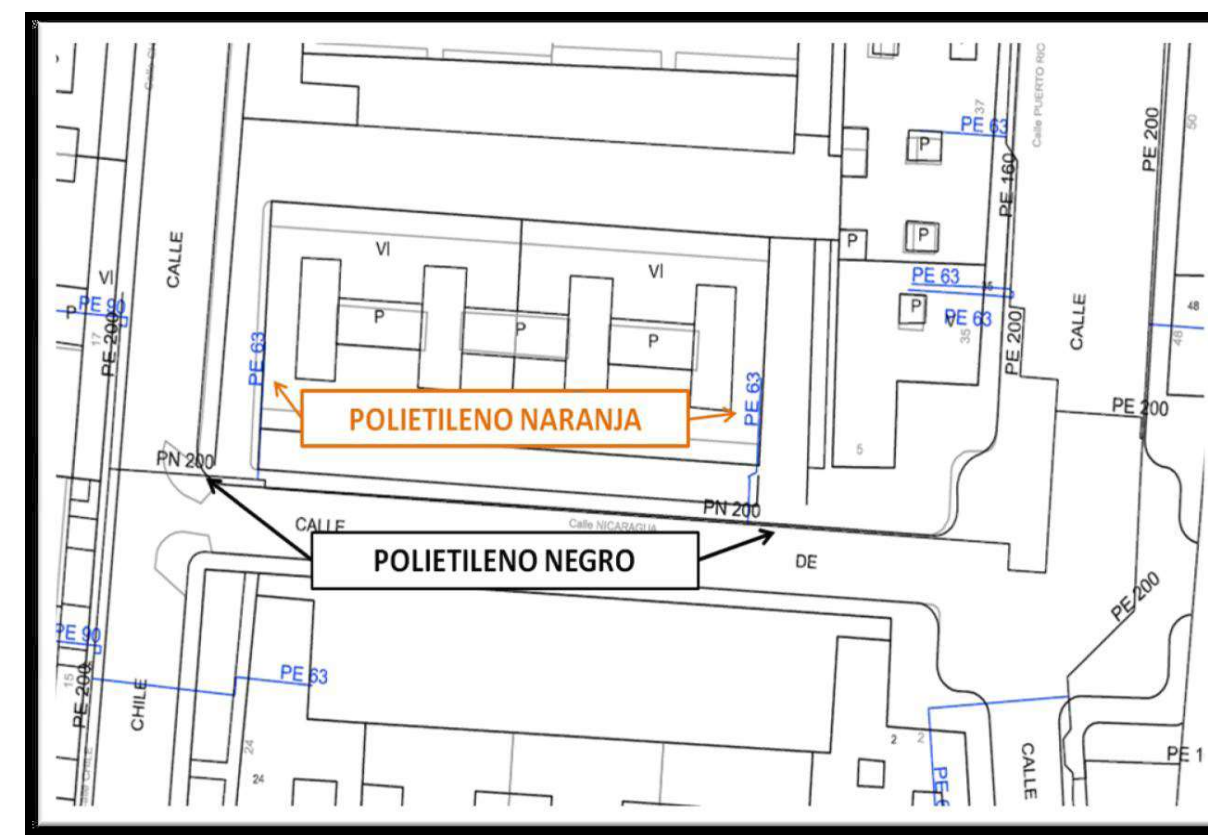 Calle PUERTO RIC
37
PE 63
P
PE 160
PE 200
50
CALLE
VI
VI
VI
P
P
PE 63
P
PE 90
17
PE 200
P
P
P
PE 63
P
PE 63
35
PE 200
CALLE
48
48
PE 63
PE 63
POLIETILENO NARANJA
PE 200
5
PN 200
PN 200
CALLE
Calle NICARAGUA
POLIETILENO NEGRO
DE
PE 200
PE 90
15
PE 200
CHILE
PE 63
24
24
2
2
CALLE
PE 1